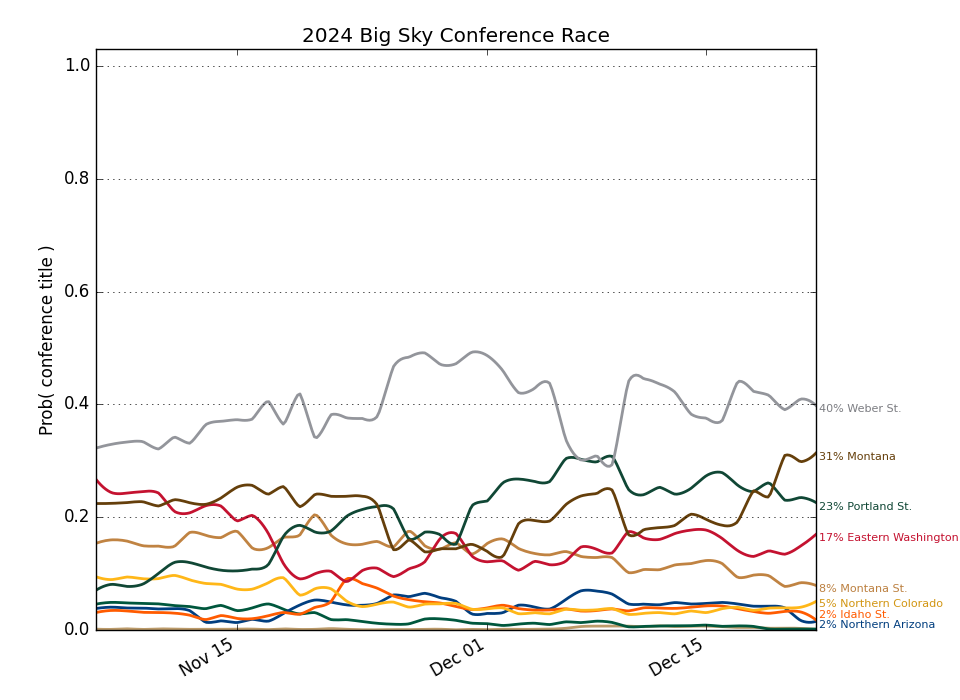 2024 Big Sky Conference Race
Prob( conference title )
1.0
0.8
0.6
0.4
0.2
0.0
Nov 15
Dec 01
Dec 15
40% Weber St.
31% Montana
23% Portland St.
17% Eastern Washington
8% Montana St.
5% Northern Colorado
2% Idaho St.
2% Northern Arizona